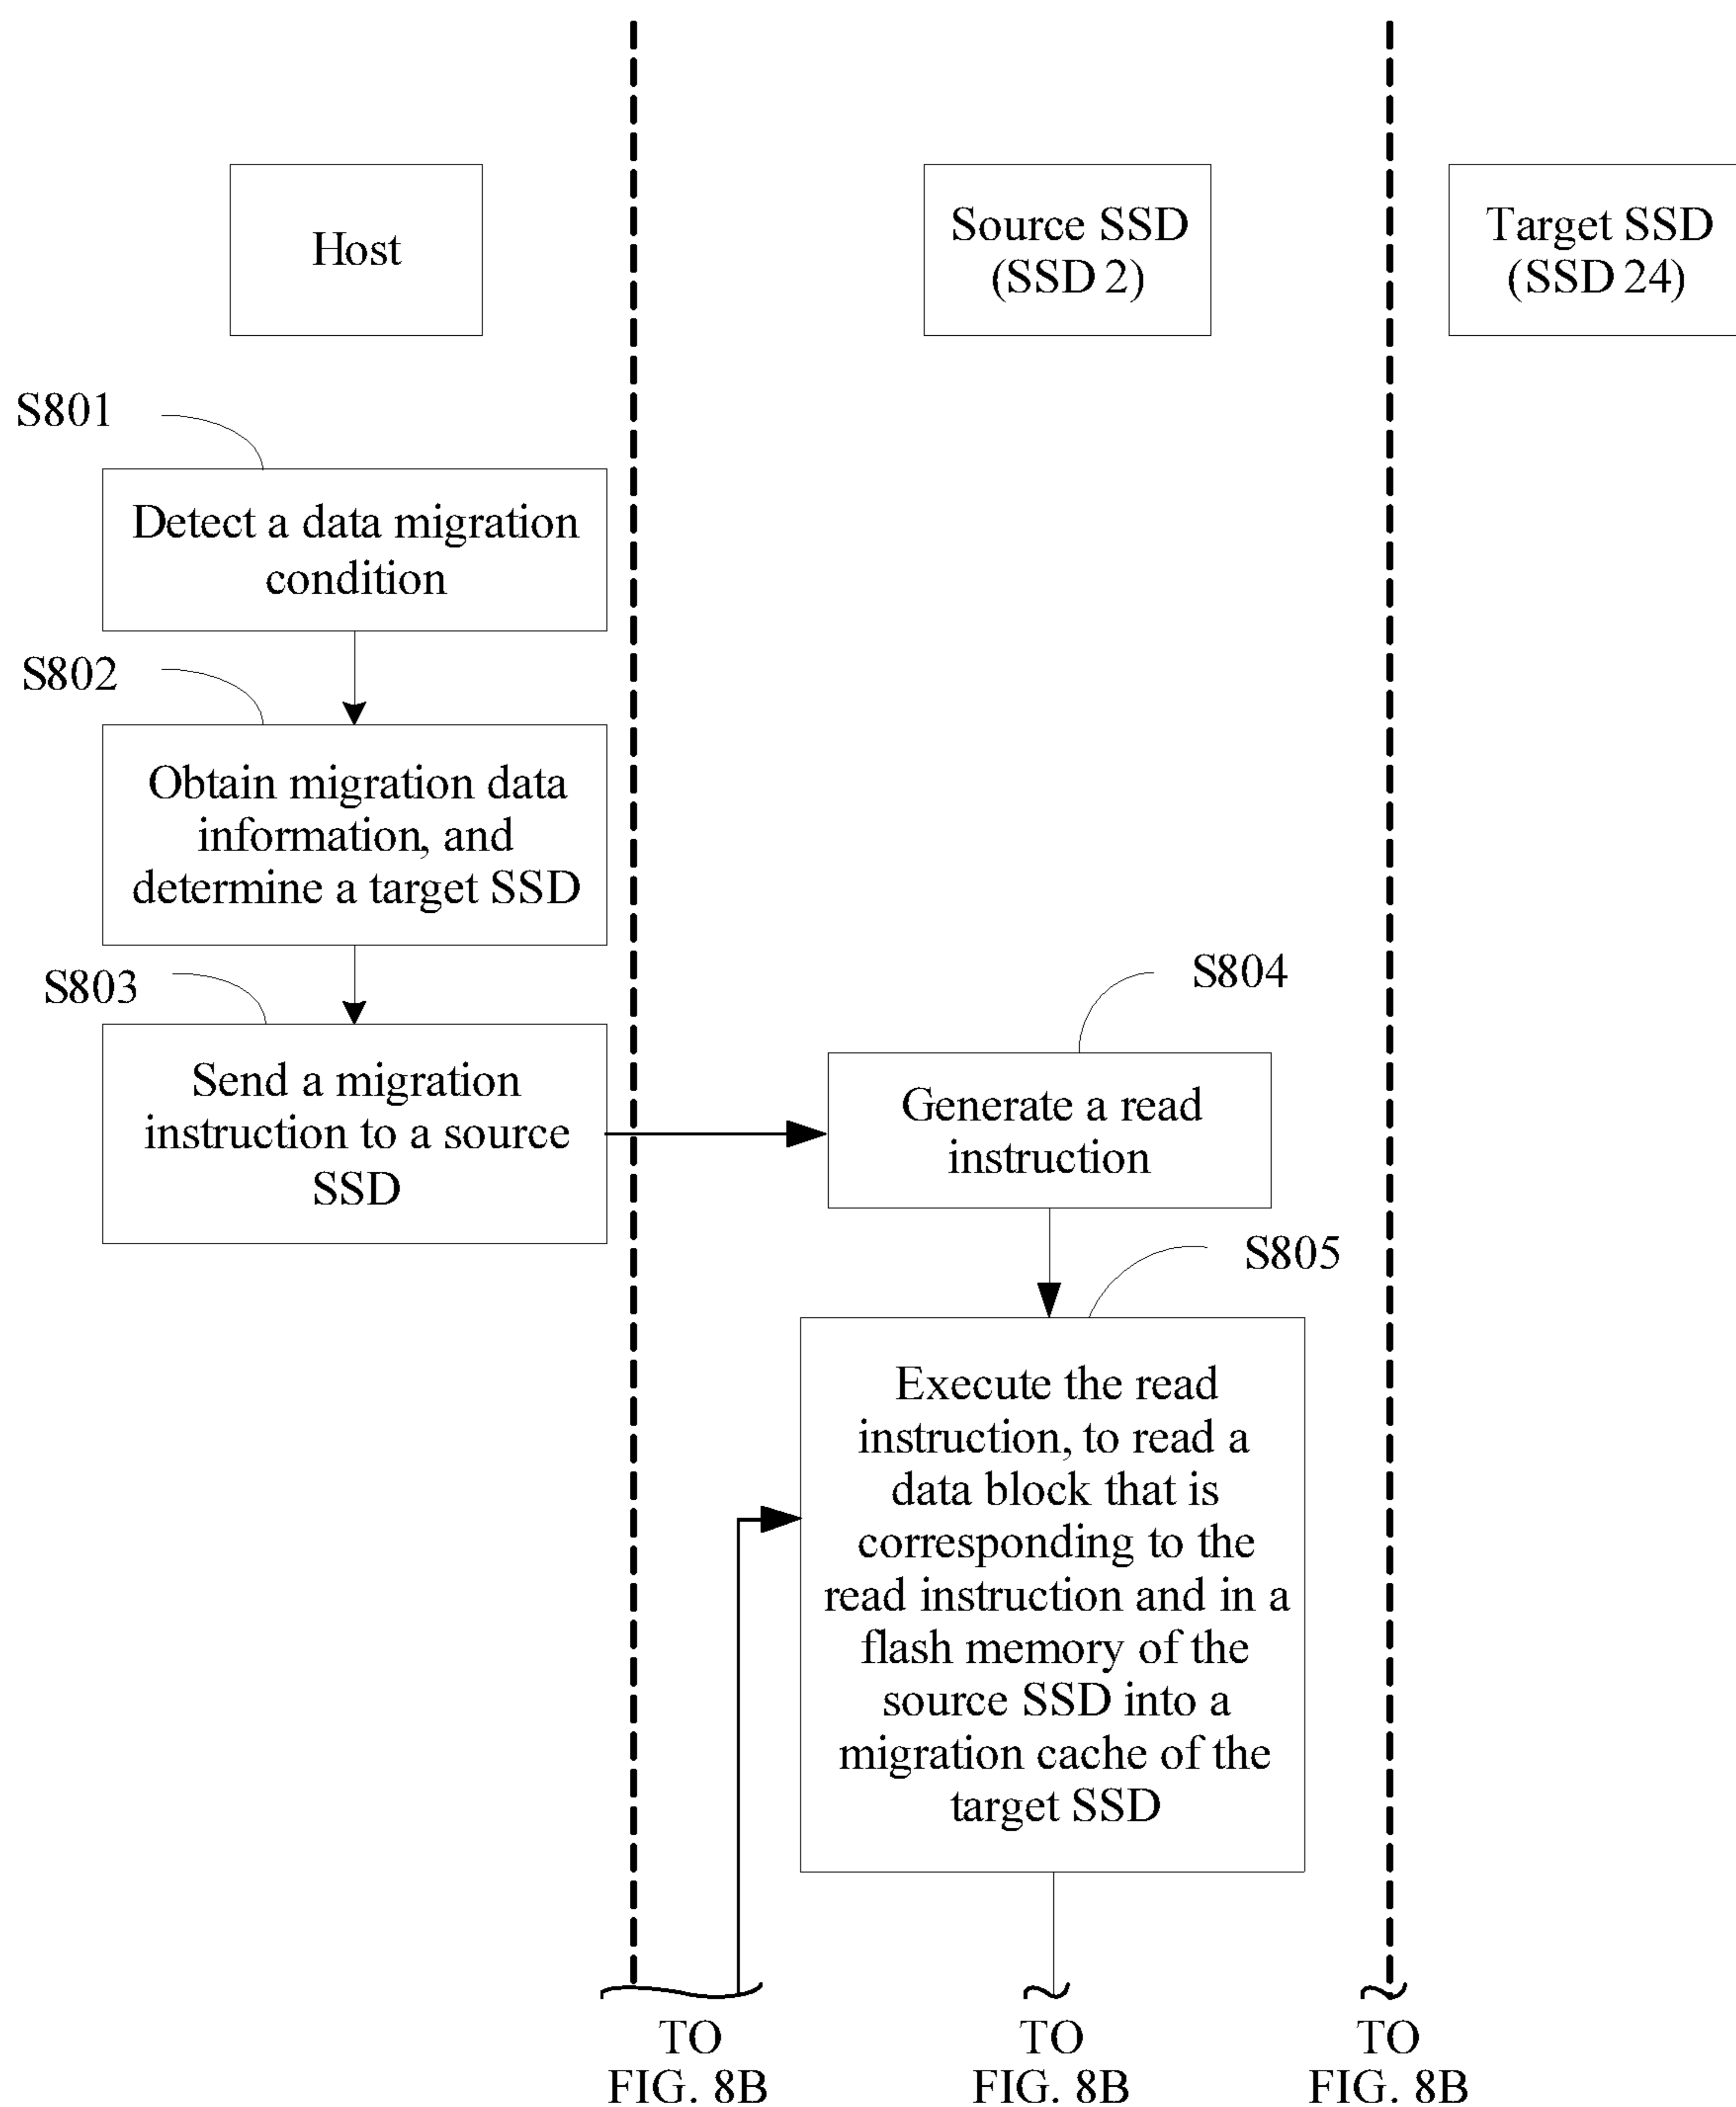 Host
Source SSD
(SSD 2)
Target SSD
(SSD 24)
S801
Detect a data migration
condition
S802
Obtain migration data
information, and
determine a target SSD
S803
Send a migration
instruction to a source
SSD
S804
Generate a read
instruction
S805
Execute the read
instruction, to read a
data block that is
corresponding to the
read instruction and in a
flash memory of the
source SSD into a
migration cache of the
target SSD
TO
FIG. 8B
TO
FIG. 8B
TO
FIG. 8B